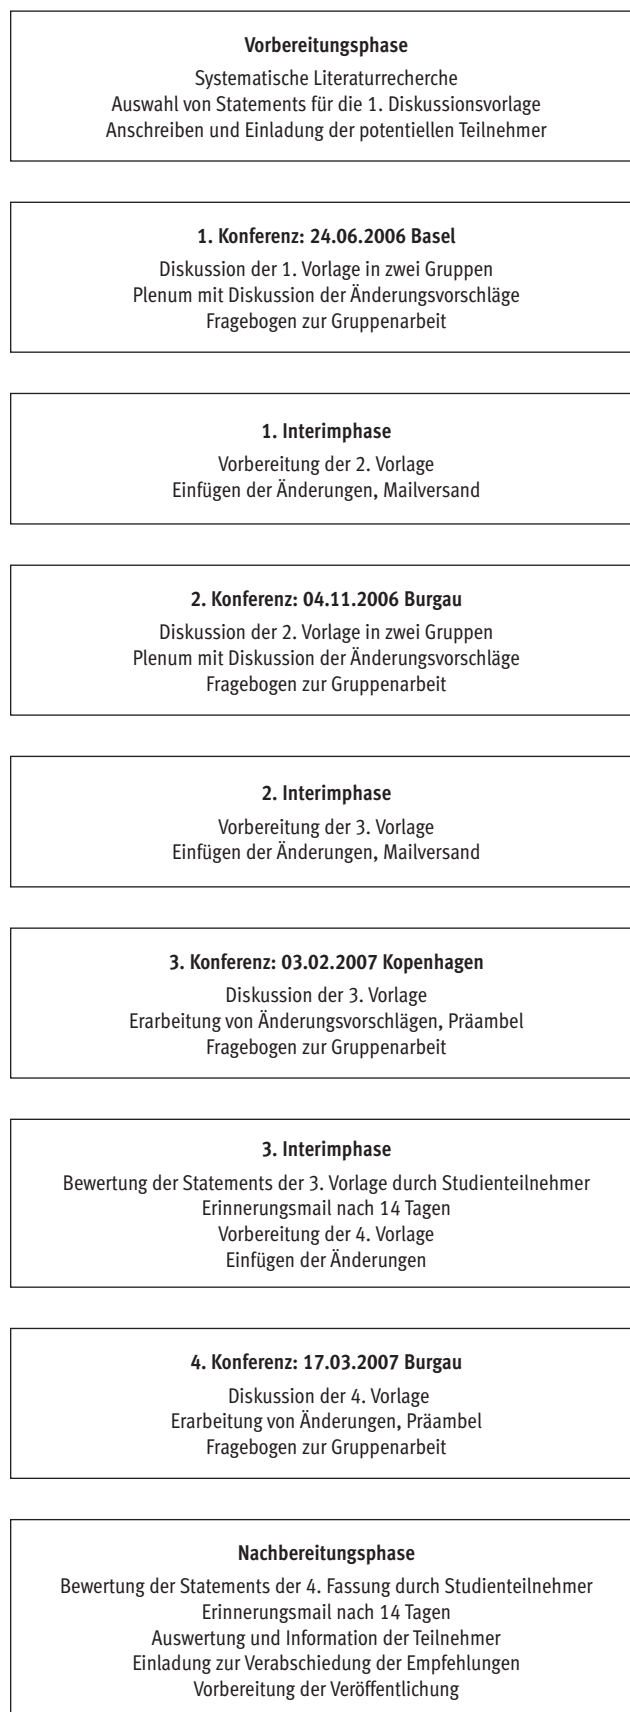 Vorbereitungsphase
Systematische Literaturrecherche
Auswahl von Statements für die 1. Diskussionsvorlage
Anschreiben und Einladung der potentiellen Teilnehmer
1. Konferenz: 24.06.2006 Basel
Diskussion der 1. Vorlage in zwei Gruppen
Plenum mit Diskussion der Änderungsvorschläge
Fragebogen zur Gruppenarbeit
1. Interimphase
Vorbereitung der 2. Vorlage
Einfügen der Änderungen, Mailversand
2. Konferenz: 04.11.2006 Burgau
Diskussion der 2. Vorlage in zwei Gruppen
Plenum mit Diskussion der Änderungsvorschläge
Fragebogen zur Gruppenarbeit
2. Interimphase
Vorbereitung der 3. Vorlage
Einfügen der Änderungen, Mailversand
3. Konferenz: 03.02.2007 Kopenhagen
Diskussion der 3. Vorlage
Erarbeitung von Änderungsvorschlägen, Präambel
Fragebogen zur Gruppenarbeit
3. Interimphase
Bewertung der Statements der 3. Vorlage durch Studienteilnehmer
Erinnerungsmail nach 14 Tagen
Vorbereitung der 4. Vorlage
Einfügen der Änderungen
4. Konferenz: 17.03.2007 Burgau
Diskussion der 4. Vorlage
Erarbeitung von Änderungen, Präambel
Fragebogen zur Gruppenarbeit
Nachbereitungsphase
Bewertung der Statements der 4. Fassung durch Studienteilnehmer
Erinnerungsmail nach 14 Tagen
Auswertung und Information der Teilnehmer
Einladung zur Verabschiedung der Empfehlungen
Vorbereitung der Veröffentlichung